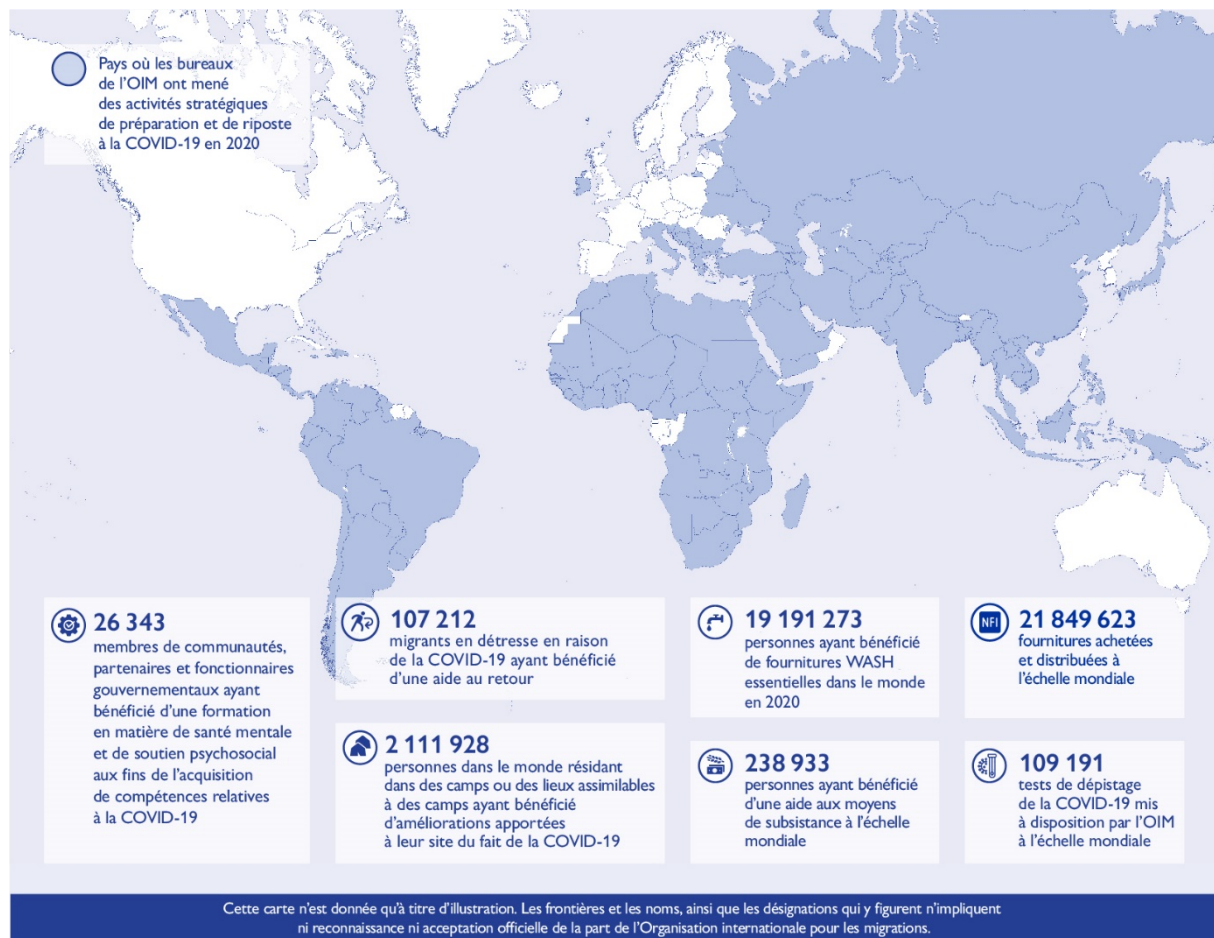 Pays où les bureaux
de l'OIM ont mené
des activités stratégiques
de préparation et de riposte
à la COVID-19 en 2020
26 343
membres de communautés,
partenaires et fonctionnaires
gouvernementaux ayant
bénéficié d'une formation
en matière de santé mentale
et de soutien psychosocial
aux fins de l'acquisition
de compétences relatives
à la COVID-19
107 212
migrants en détresse en raison
de la COVID-19 ayant bénéficié
d'une aide au retour
2 111 928
personnes dans le monde résidant
dans des camps ou des lieux assimilables
à des camps ayant bénéficié
d'améliorations apportées
à leur site du fait de la COVID-19
19 191 273
personnes ayant bénéficié
de fournitures WASH
essentielles dans le monde
en 2020
238 933
personnes ayant bénéficié
d'une aide aux moyens
de subsistance à l'échelle
mondiale
NFI
21 849 623
fournitures achetées
et distribuées à
l'échelle mondiale
109 191
tests de dépistage
de la COVID-19 mis
à disposition par l'OIM
à l'échelle mondiale
Cette carte n'est donnée qu'à titre d'illustration. Les frontières et les noms, ainsi que les désignations qui y figurent n'impliquent
ni reconnaissance ni acceptation officielle de la part de l'Organisation internationale pour les migrations.